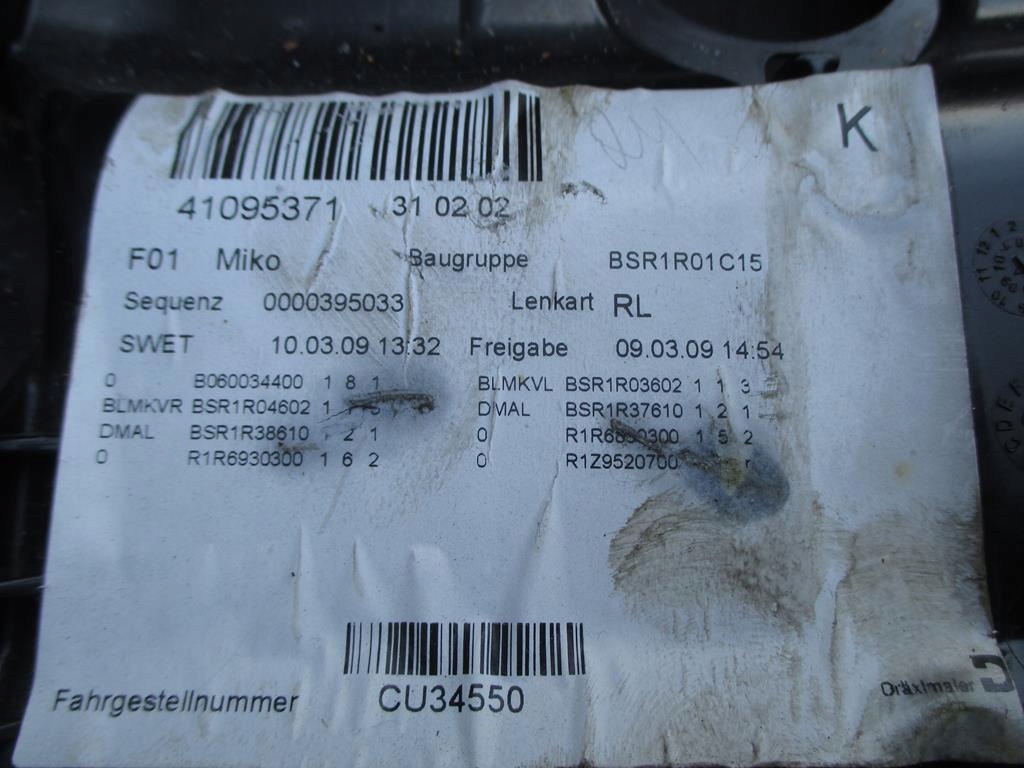 K
41095371 31 02 02
F01 Miko Baugruppe BSR1R01C15
Sequenz 0000395033 Lenkart RL
SWET 10.03.09 13:32 Freigabe 09.03.09 14:54
0 B060034400 1 8 1 BLMKVL BSR1R03602 1 1 3
BLMKVR BSR1R04602 1 DMAL BSR1R37610 1 2 1
DMAL BSR1R38610 2 1 0 1 5 2
0 R1R6930300 1 6 2 0 R1Z9520700 r
Fahrgestellnummer CU34550
Dräxlmaier